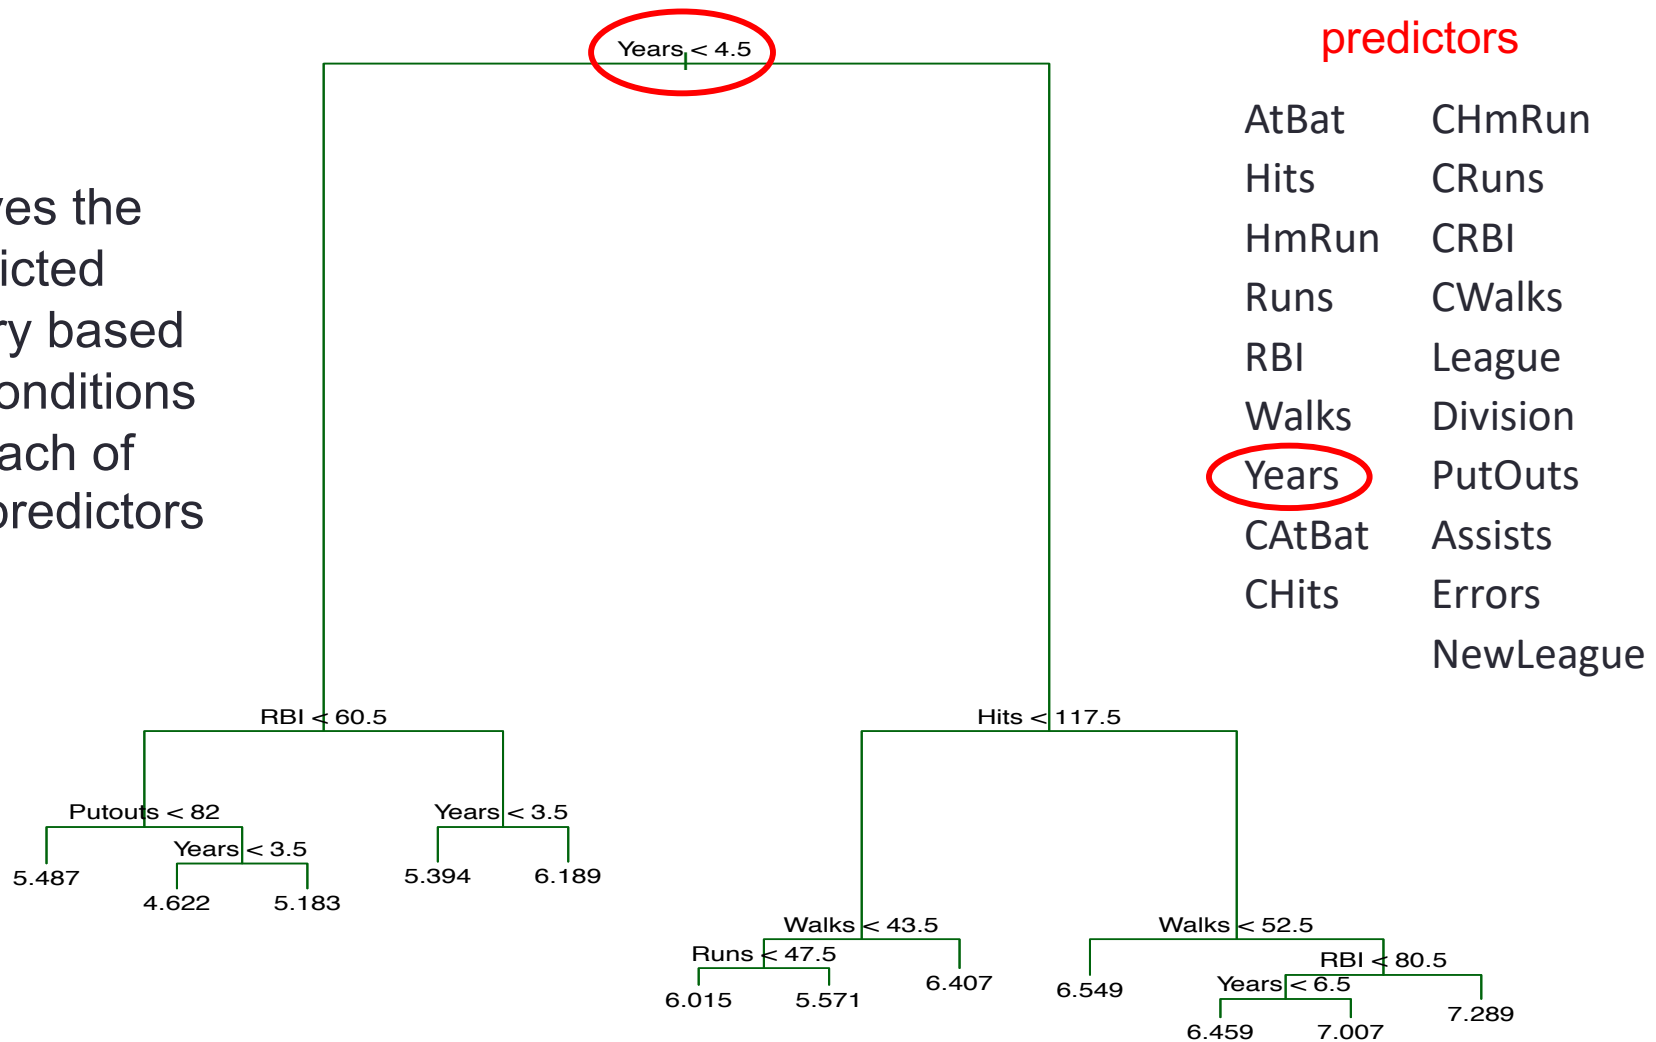 ves the
icted
ry based
onditions
ach of
predictors
Years < 4.5
RBI < 60.5
Hits < 117.5
Putouts < 82
Years < 3.5
Years < 3.5
5.487
4.622
5.183
5.394
6.189
Walks < 43.5
Walks < 52.5
Runs < 47.5
RBI < 80.5
Years < 6.5
6.015
5.571
6.407
6.549
6.459
7.007
7.289
predictors
AtBat CHmRun
Hits CRuns
HmRun CRBI
Runs CWalks
RBI League
Walks Division
Years PutOuts
CAtBat Assists
CHits Errors
NewLeague